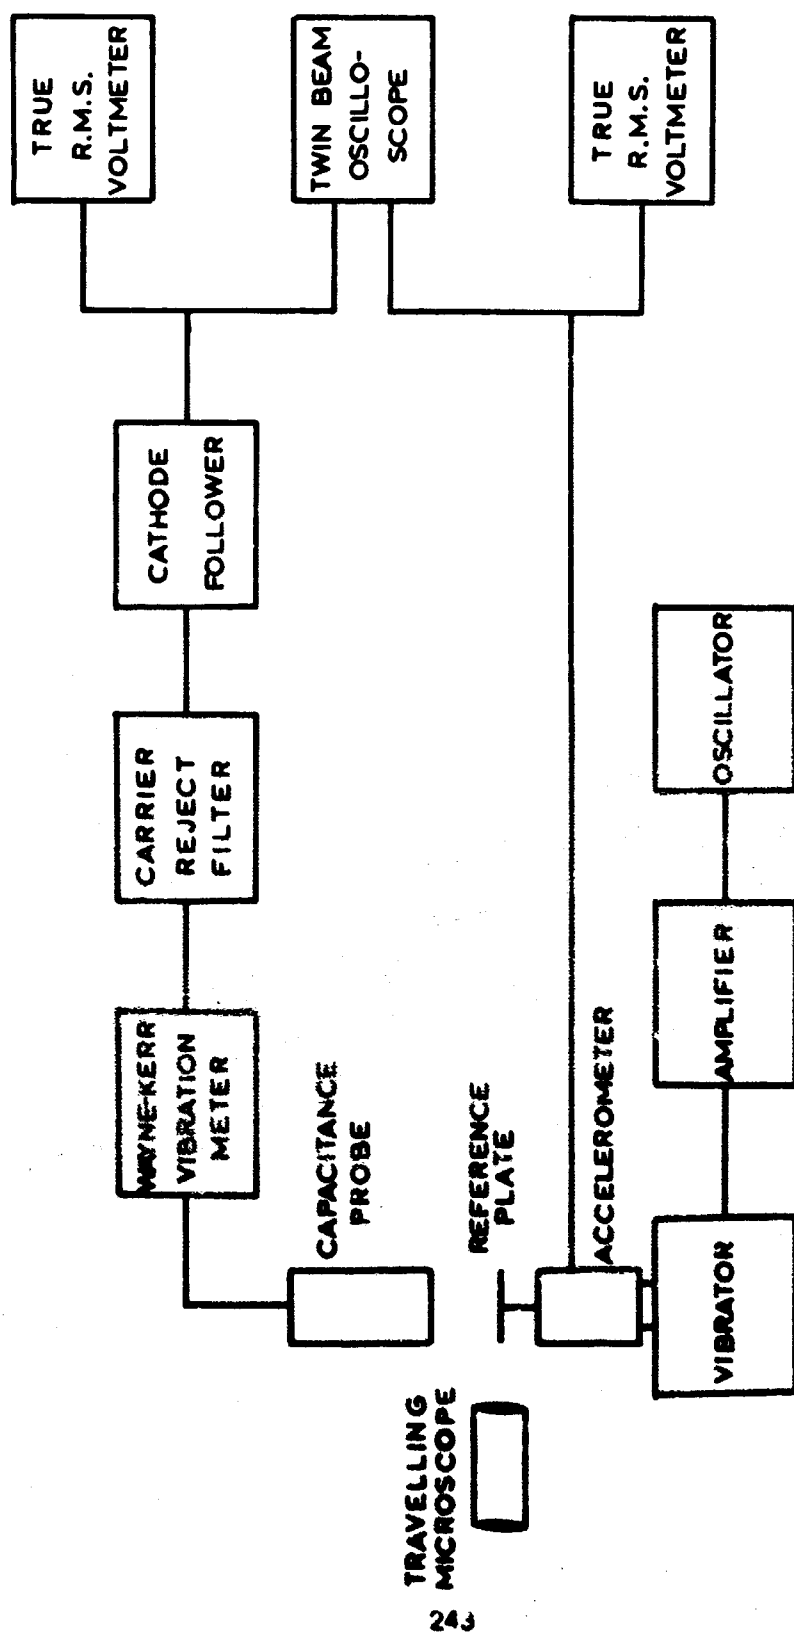 TRUE
R.M.S.
VOLTMETER
TWIN BEAM
OSCILLO-
SCOPE
TRUE
R.M.S.
VOLTMETER
CATHODE
FOLLOWER
CARRIER
REJECT
FILTER
WAYNE-KERR
VIBRATION
METER
CAPACITANCE
PROBE
REFERENCE
PLATE
ACCELEROMETER
OSCILLATOR
AMPLIFIER
VIBRATOR
TRAVELLING
MICROSCOPE
243